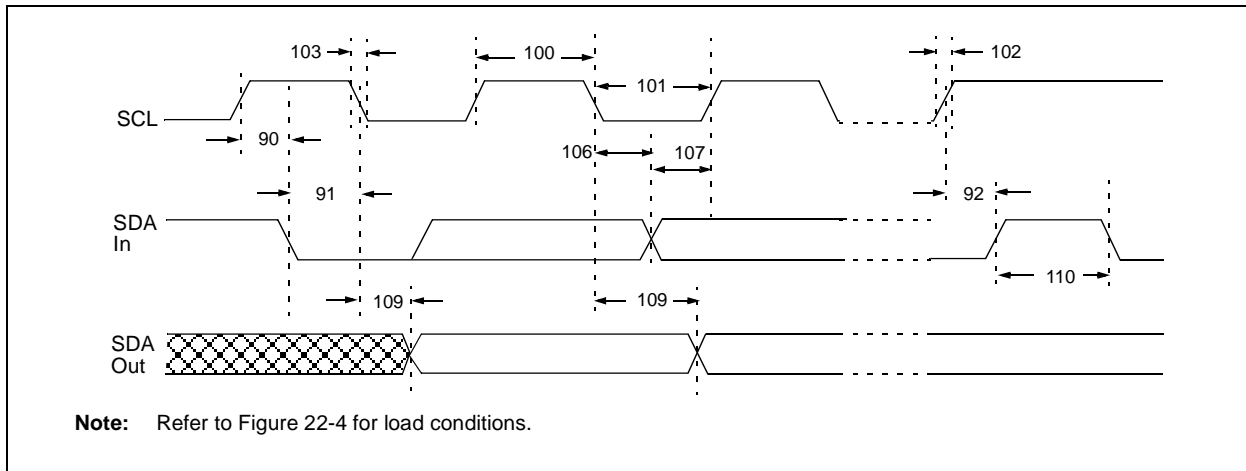 103
100
102
101
SCL
90
106
107
91
92
SDA
In
110
109
109
SDA
Out
Note: Refer to Figure 22-4 for load conditions.